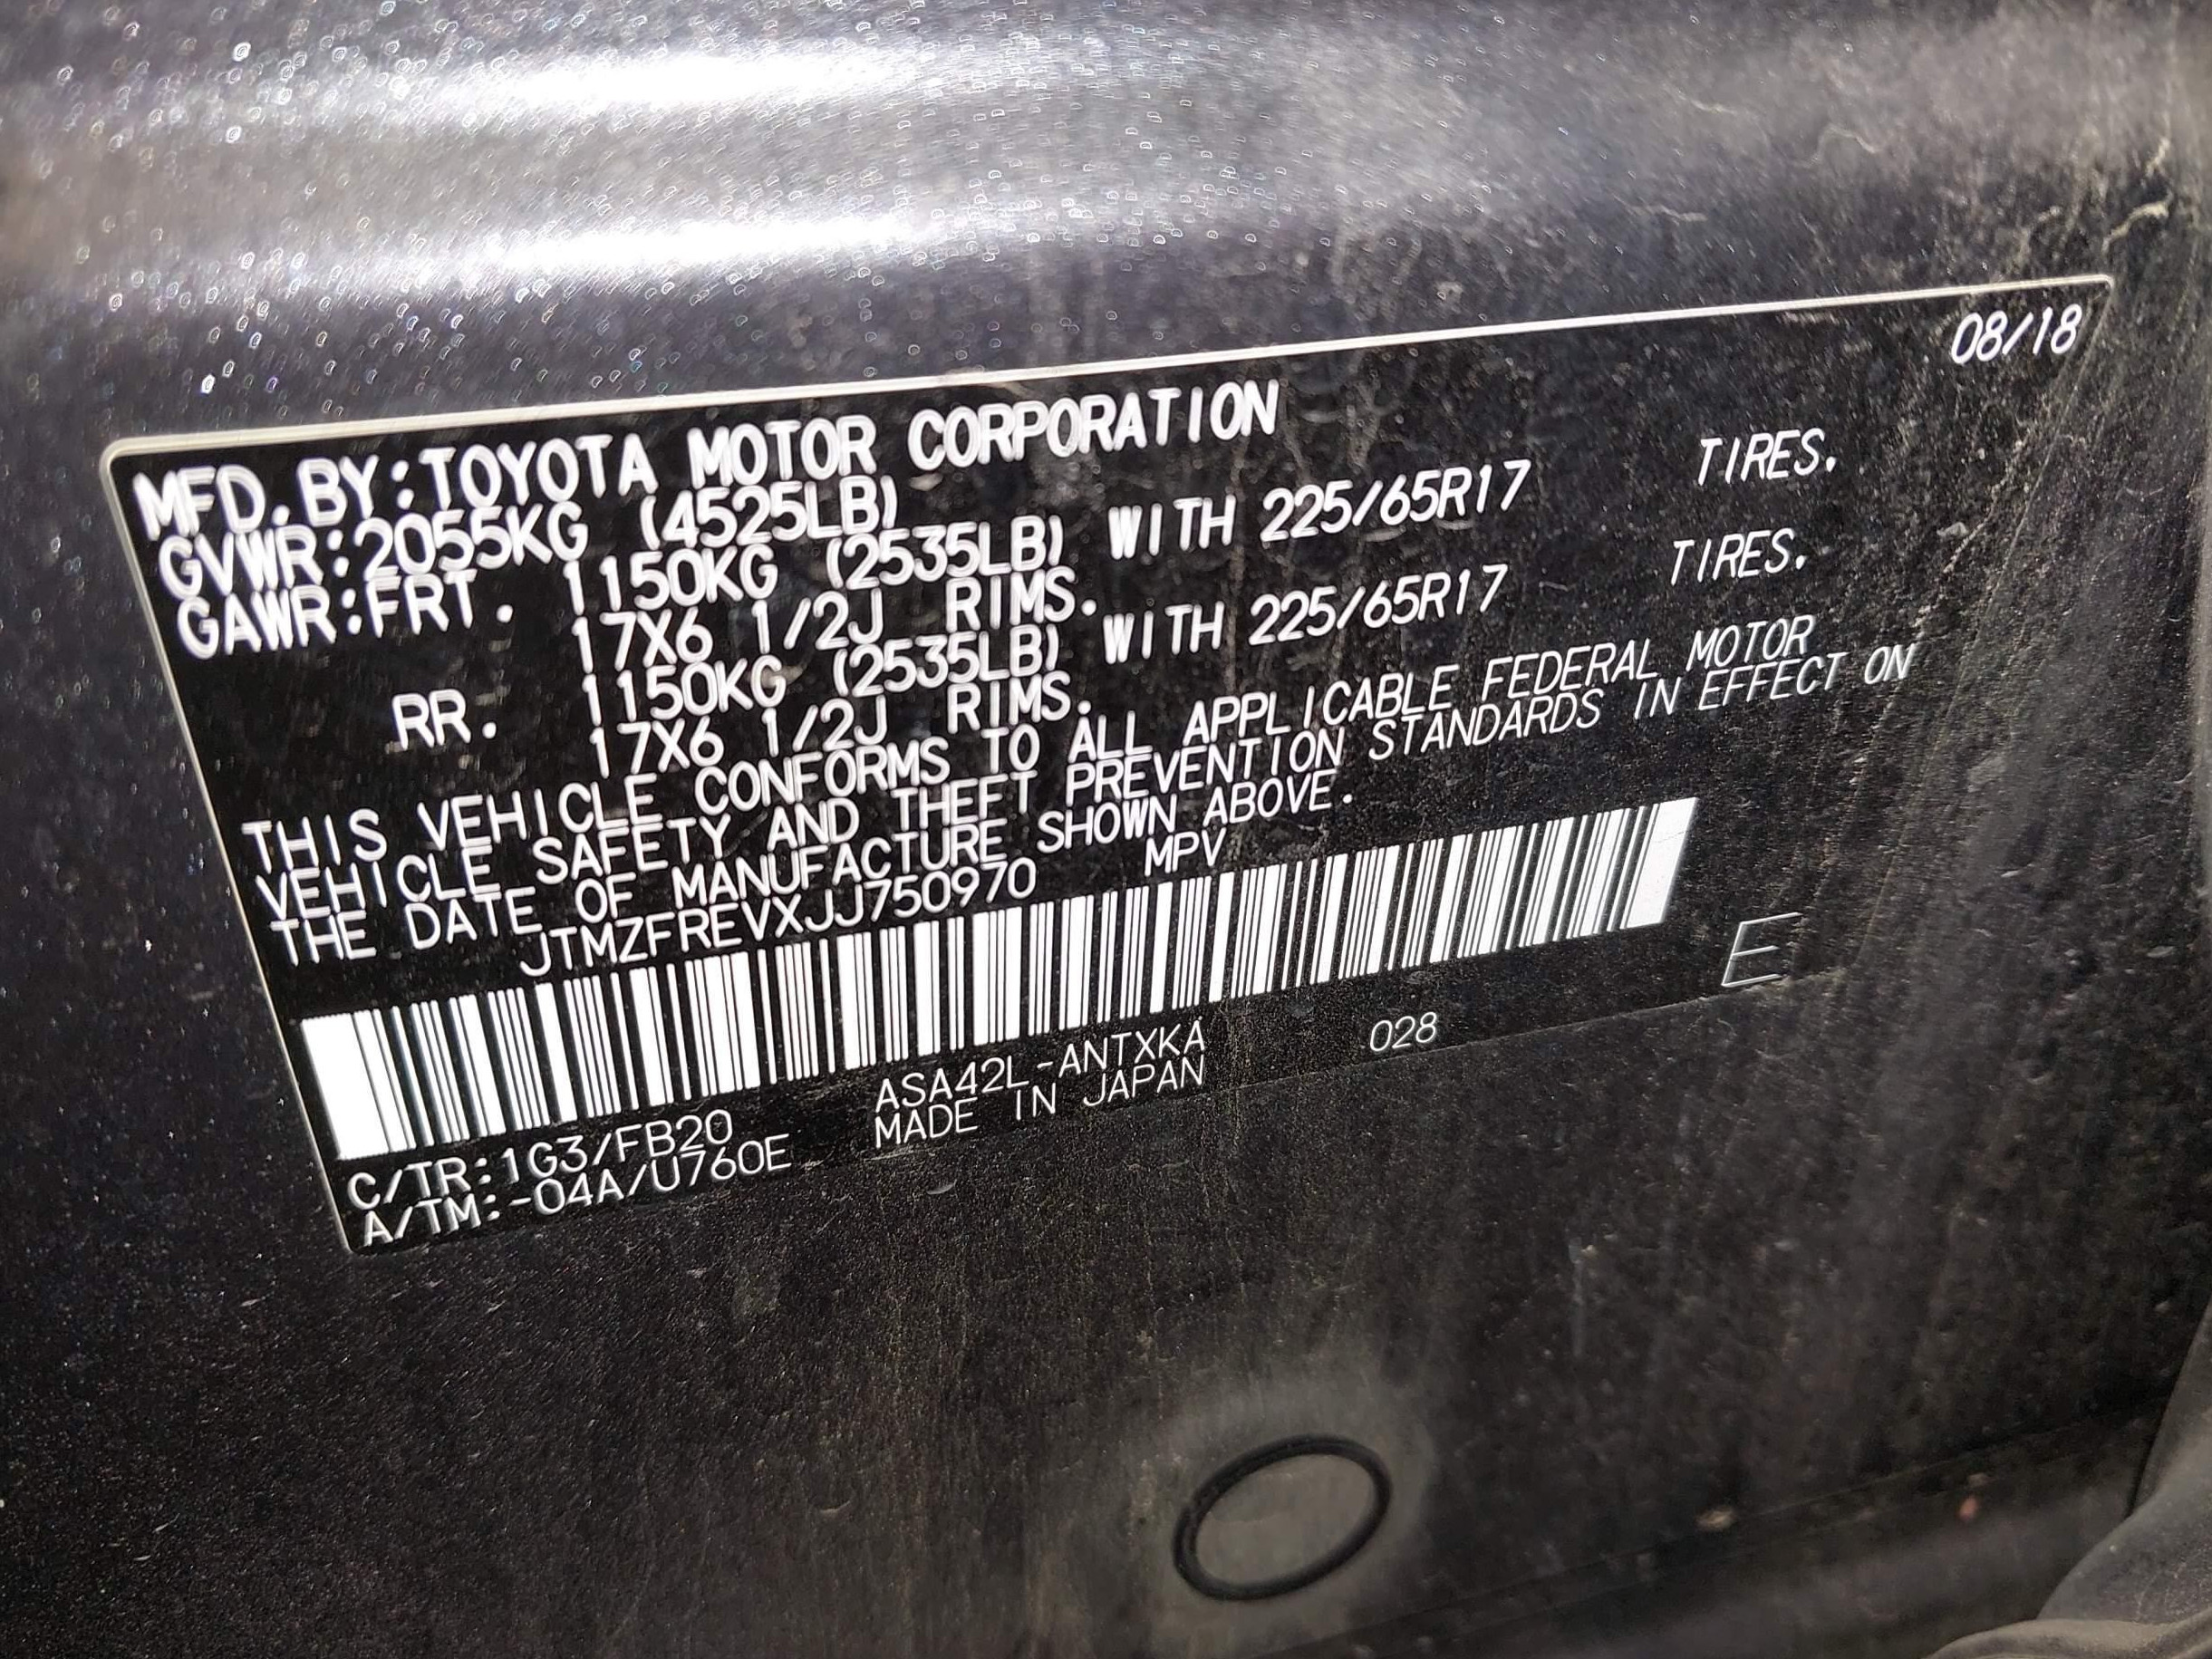 08/18
MFD.BY:TOYOTA MOTOR CORPORATION
GVWR:2055KG (4525LB)
GAWR:FRT. 1150KG (2535LB) WITH 225/65R17 TIRES.
17X6 1/2J RIMS.
RR. 1150KG (2535LB) WITH 225/65R17 TIRES.
17X6 1/2J RIMS.
THIS VEHICLE CONFORMS TO ALL APPLICABLE FEDERAL MOTOR
VEHICLE SAFETY AND THEFT PREVENTION STANDARDS IN EFFECT ON
THE DATE OF MANUFACTURE SHOWN ABOVE.
JTMZFREVXJJ750970 MPV
E
C/TR:1G3/FB20 ASA42L-ANTXKA 028
A/TM:-04A/U760E MADE IN JAPAN